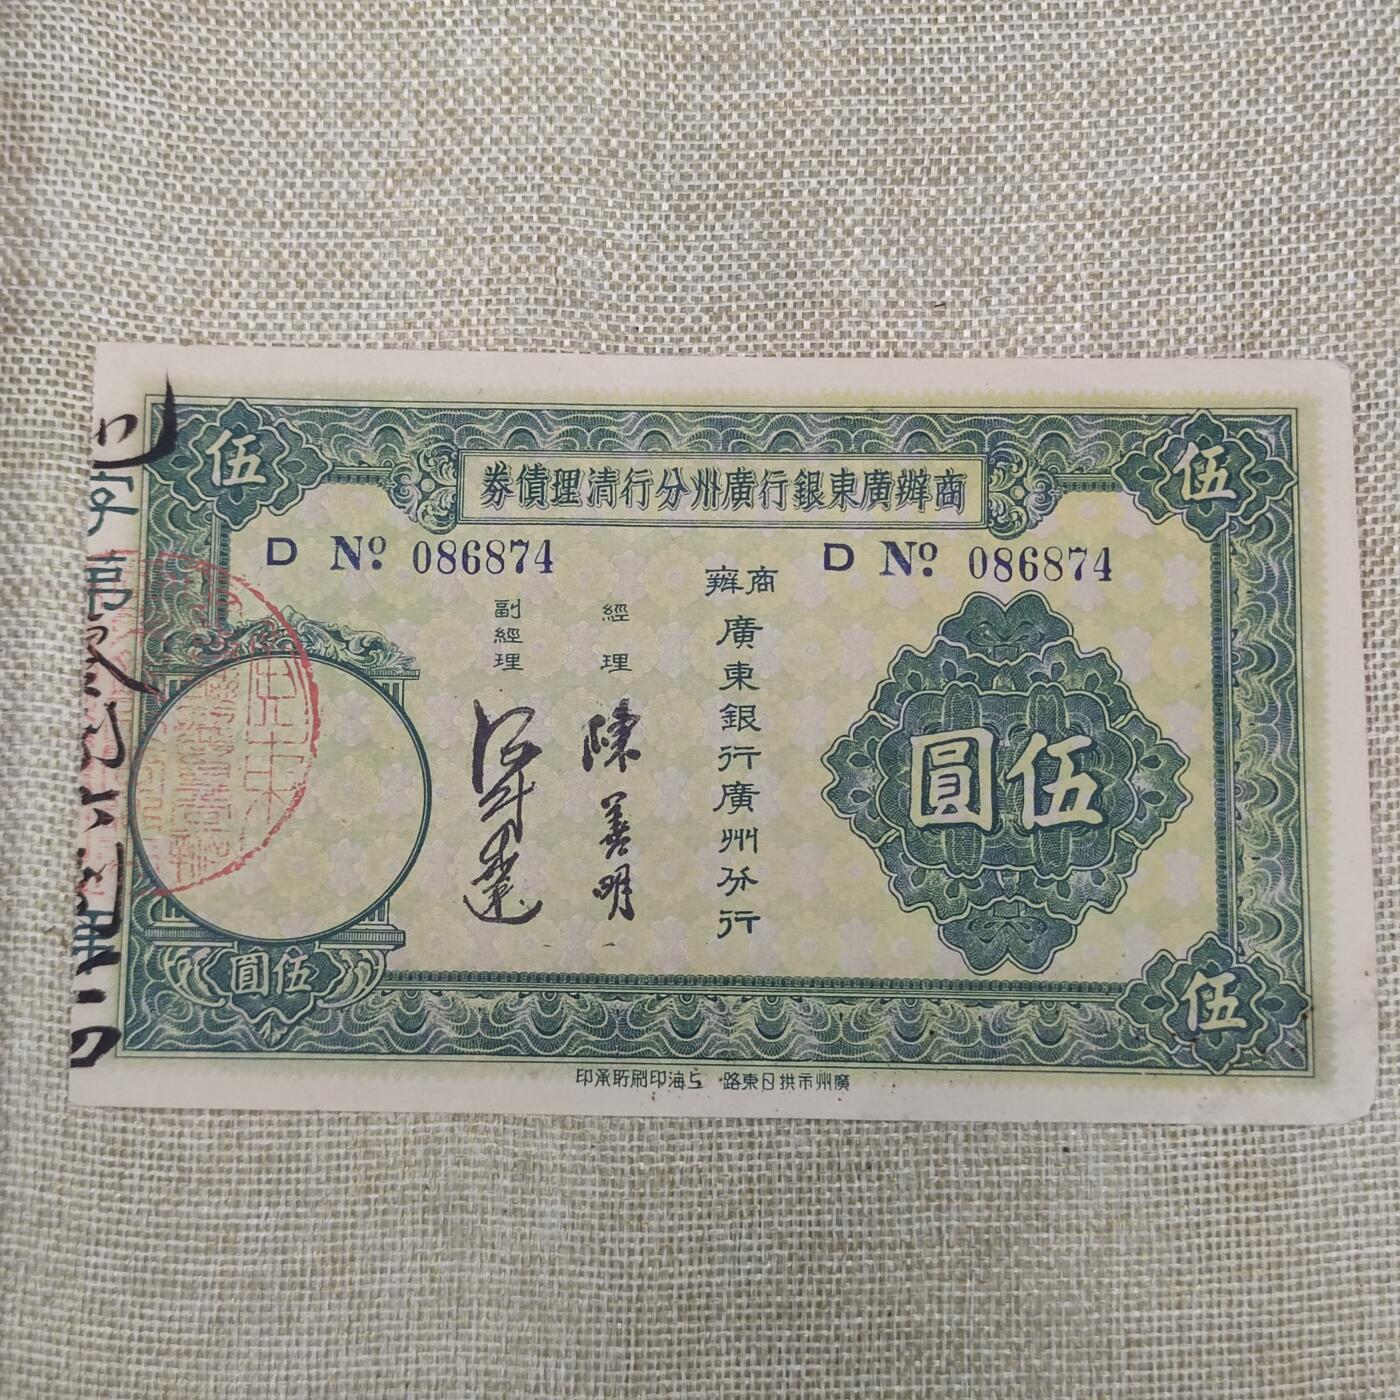 伍
伍
商辦廣東銀行廣州分行清理債券
D Nº 086874
D Nº 086874
商辦
廣東銀行廣州分行
經理
陳善明
副經理
伍圓
伍圓
伍
廣州市拱日東路 上海印刷所承印
字第